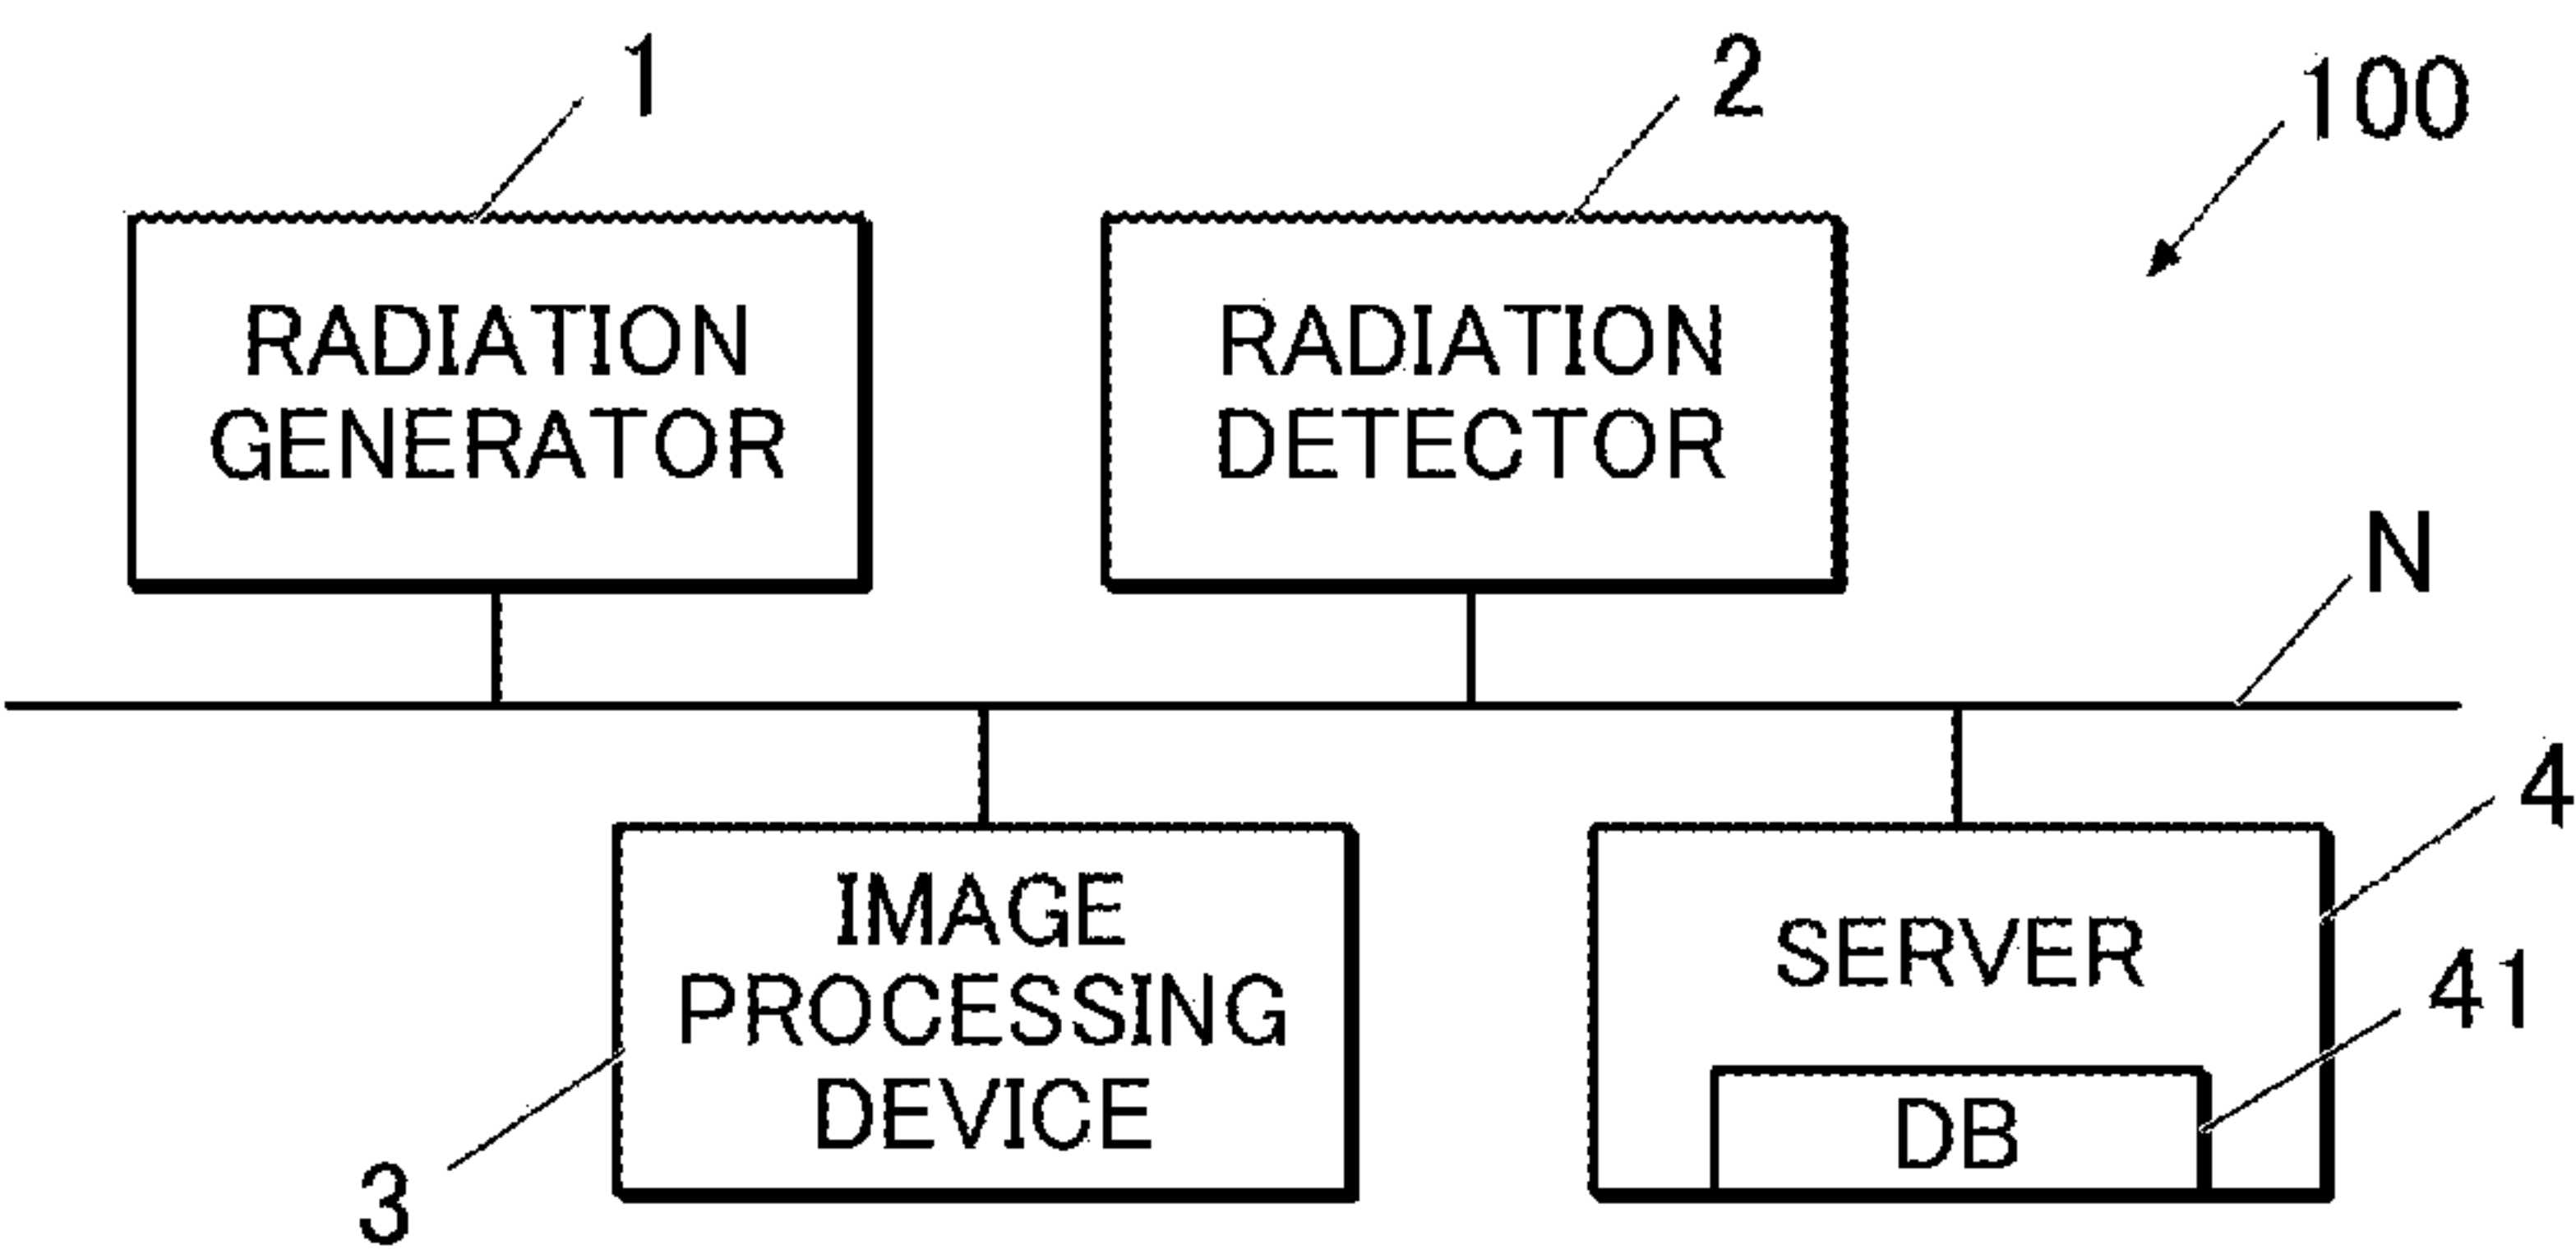 1
2
100
RADIATION
GENERATOR
RADIATION
DETECTOR
N
IMAGE
PROCESSING
DEVICE
3
SERVER
4
41
DB